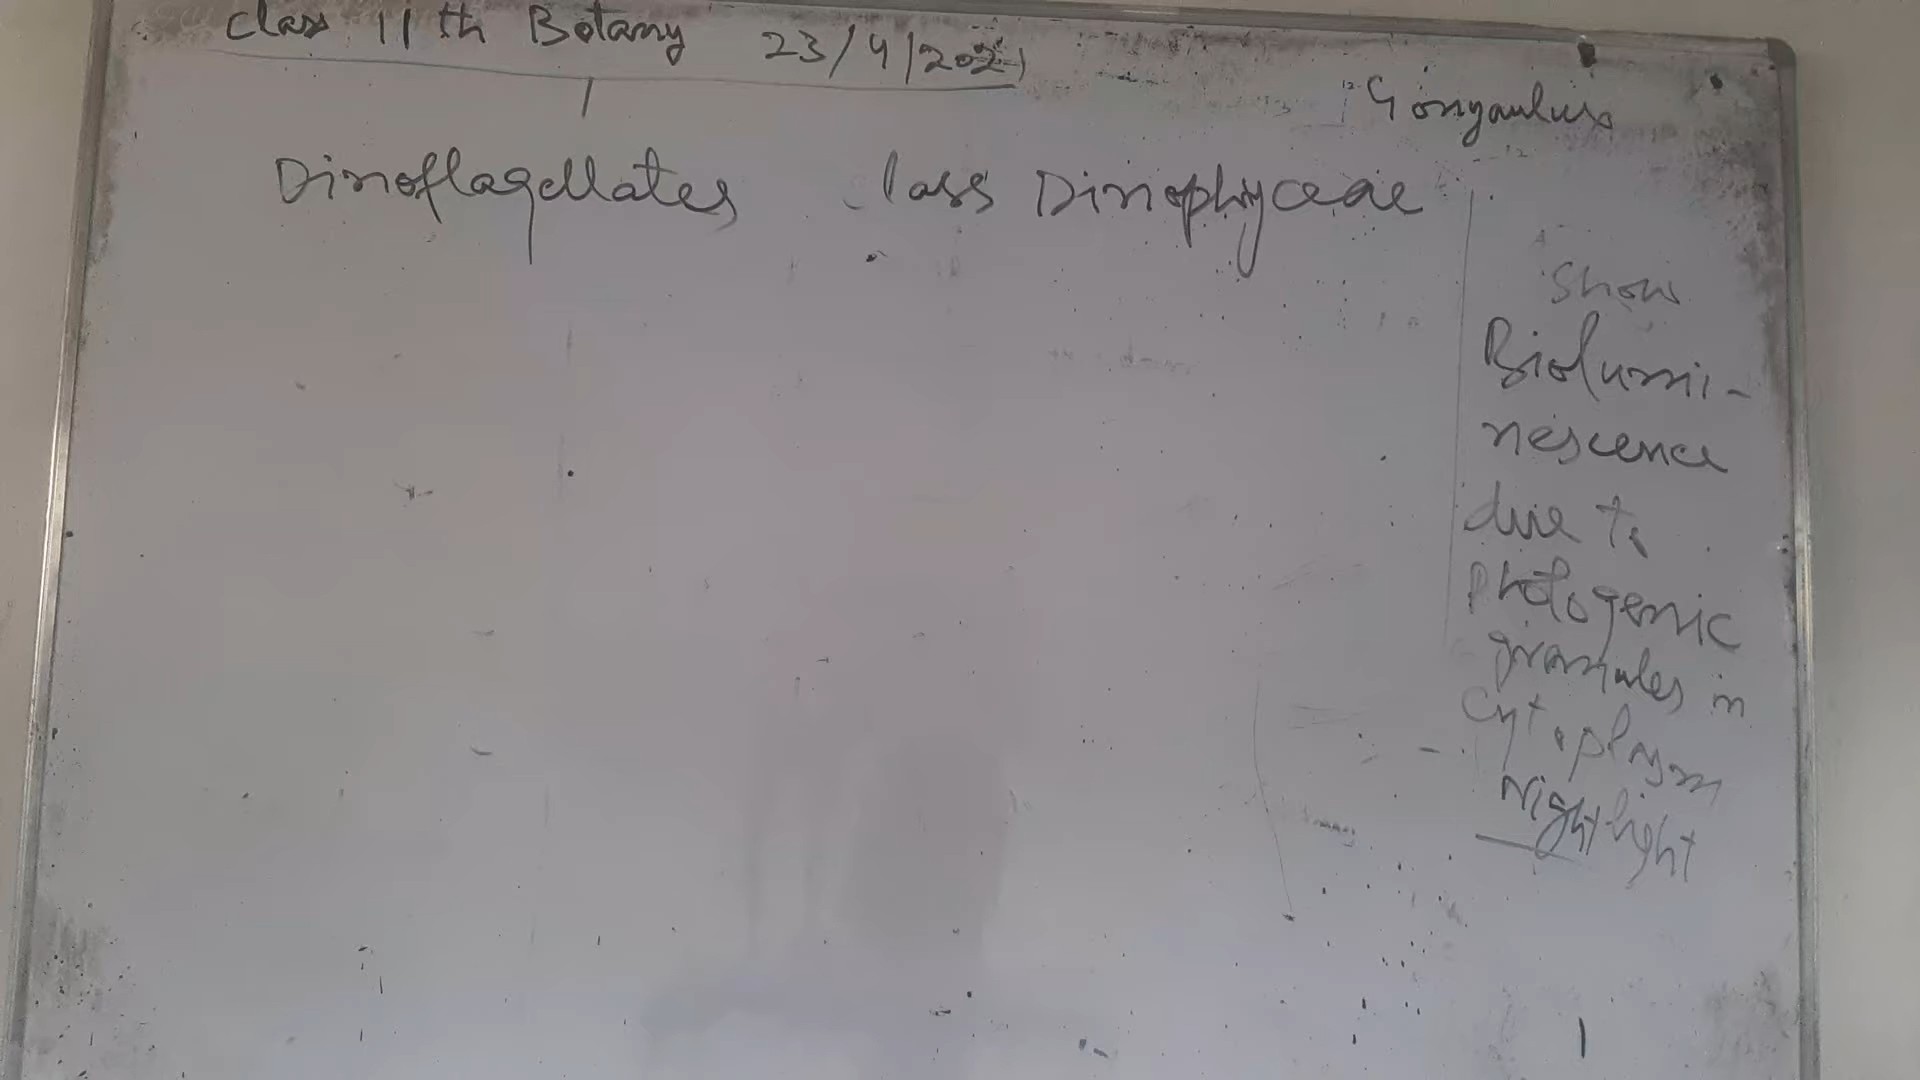 Class 11th Botany 23/4/2021
Gonyaulux
Dinoflagellates class Dinophyceae
Show
Biolumi-
nescence
due to
Photogenic
granules in
Cytoplasm
Night light